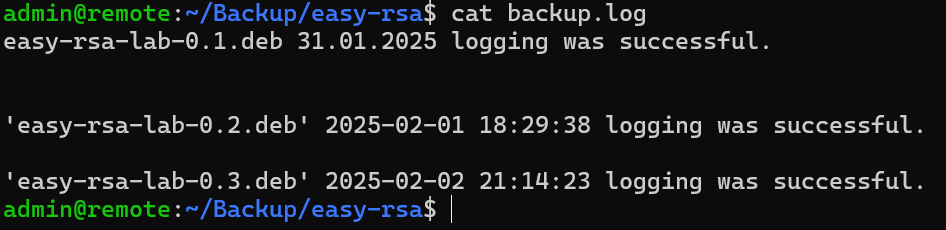 admin@remote:~/Backup/easy-rsa$ cat backup.log
easy-rsa-lab-0.1.deb 31.01.2025 logging was successful.
'easy-rsa-lab-0.2.deb' 2025-02-01 18:29:38 logging was successful.
'easy-rsa-lab-0.3.deb' 2025-02-02 21:14:23 logging was successful.
admin@remote:~/Backup/easy-rsa$